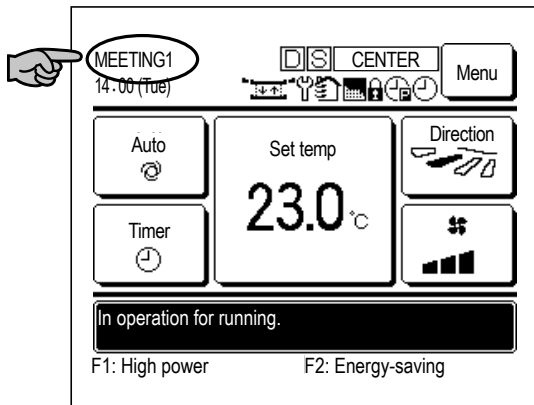 MEETING1
D S CENTER
Menu
14:00 (Tue)
Auto
Set temp
Direction
23.0 °C
Timer
In operation for running.
F1: High power F2: Energy-saving